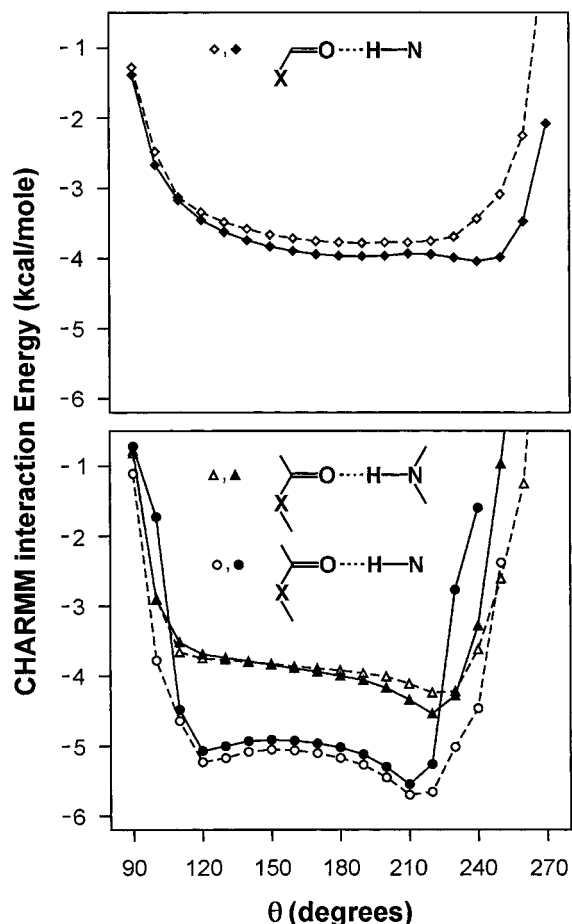 CHARMM interaction Energy (kcal/mole)
-1
-2
-3
-4
-5
-6
◇,◆ X O H N
-1
-2
-3
-4
-5
-6
△,▲ X O H N
○,● X O H N
90 120 150 180 210 240 270
θ (degrees)